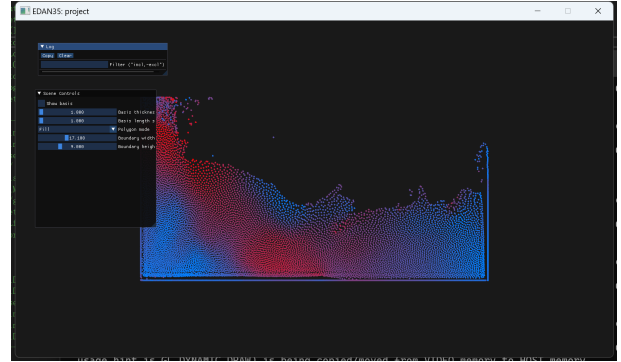 EDAN35: project
Log
Copy Clear
Filter ("incl,-excl")
Scene Controls
Show basis
1.000 Basis thicknes
1.000 Basis length s
Fill Polygon mode
17.100 Boundary width
9.000 Boundary heigh
usage hint is GL_DYNAMIC_DRAW) is being copied/moved from VIDEO memory to HOST memory